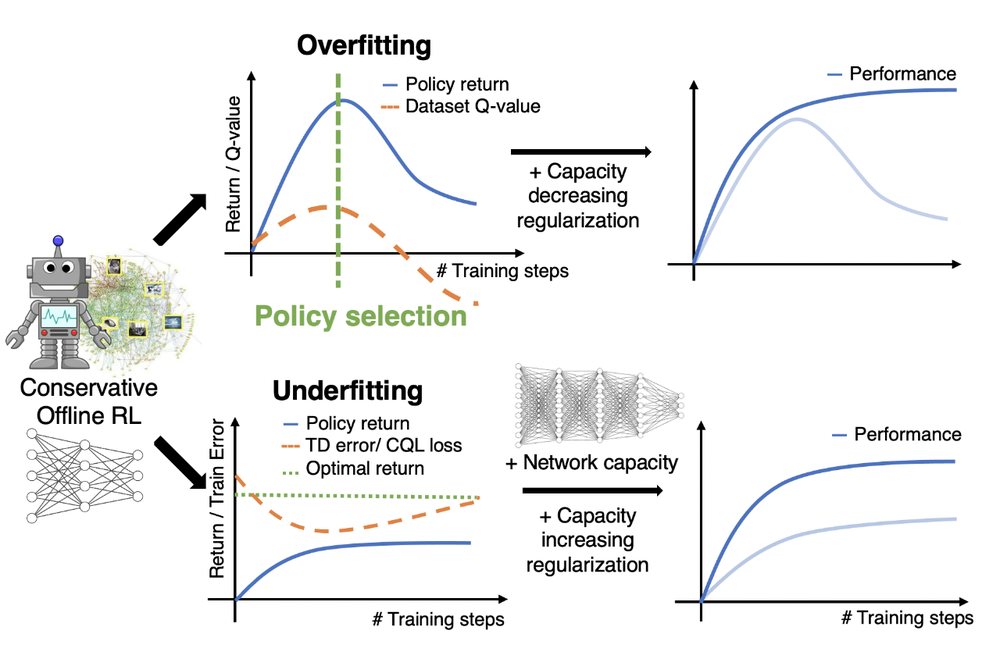 Overfitting
Policy return
Dataset Q-value
Return / Q-value
# Training steps
Policy selection
+ Capacity
decreasing
regularization
Performance
Conservative
Offline RL
Underfitting
Policy return
TD error/ CQL loss
Optimal return
Return / Train Error
# Training steps
+ Network capacity
+ Capacity
increasing
regularization
Performance
# Training steps